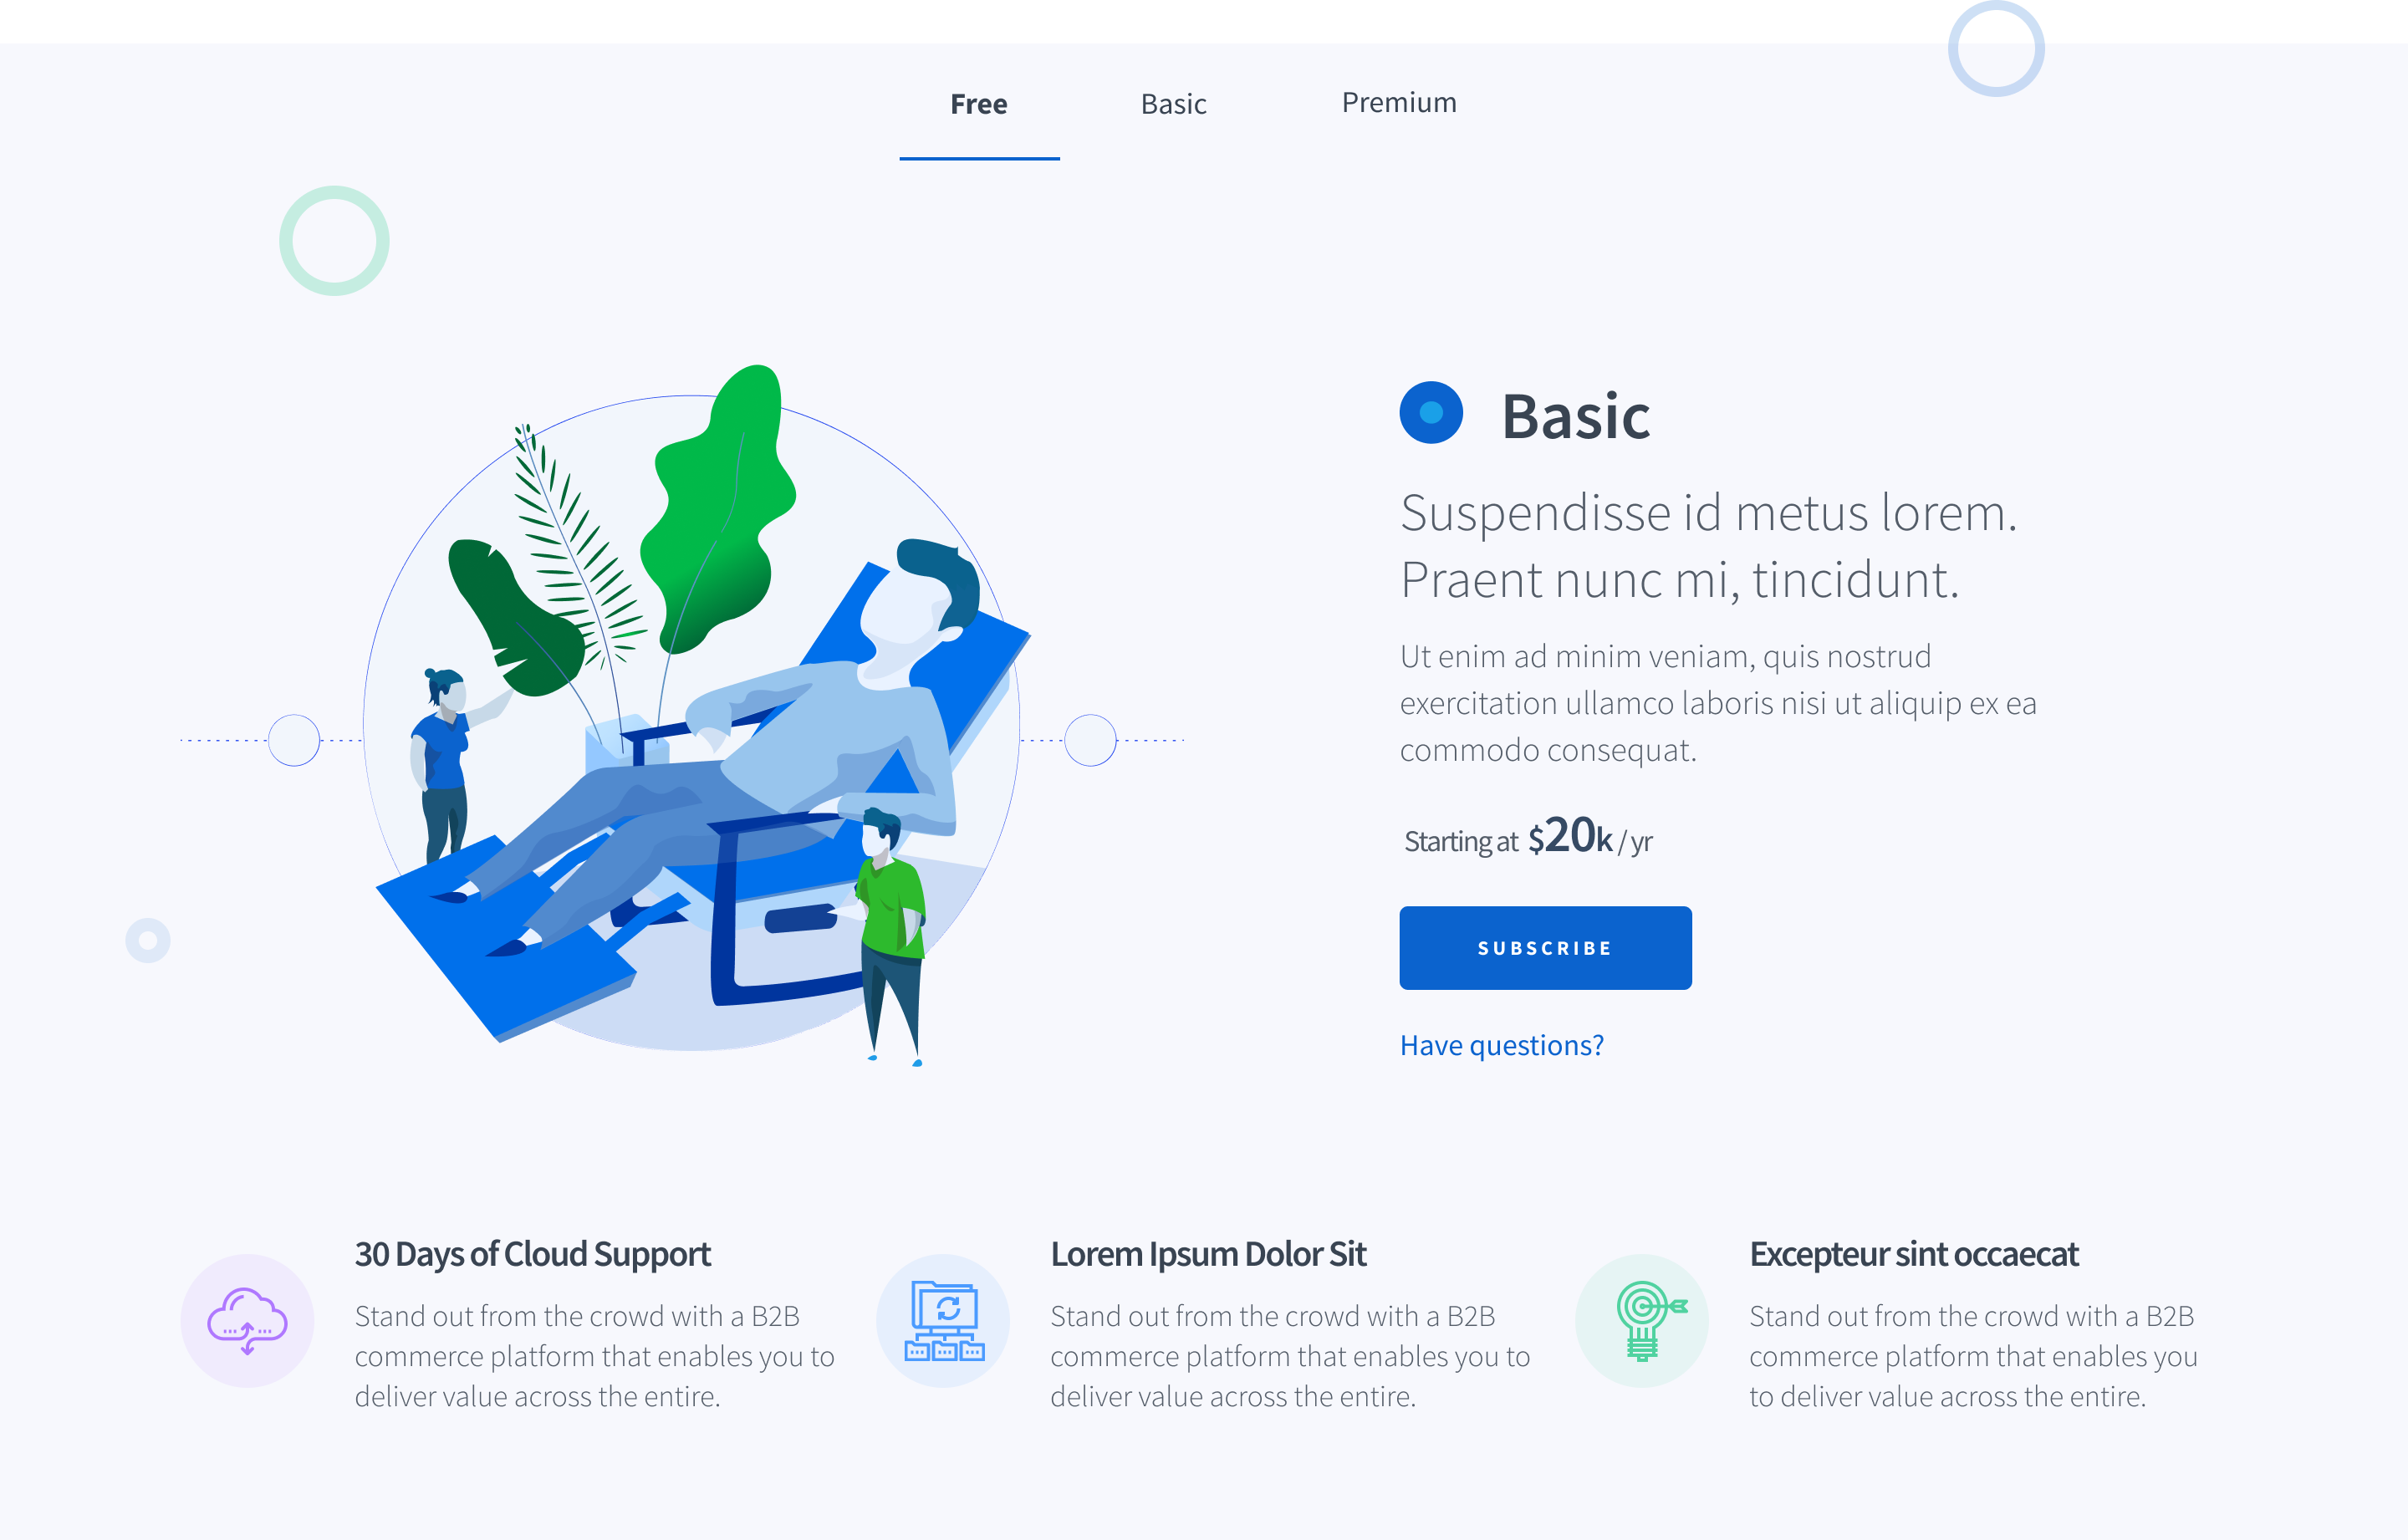 Free
Basic
Premium
Basic
Suspendisse id metus lorem.
Praent nunc mi, tincidunt.
Ut enim ad minim veniam, quis nostrud
exercitation ullamco laboris nisi ut aliquip ex ea
commodo consequat.
Starting at $20k / yr
SUBSCRIBE
Have questions?
30 Days of Cloud Support
Stand out from the crowd with a B2B
commerce platform that enables you to
deliver value across the entire.
Lorem Ipsum Dolor Sit
Stand out from the crowd with a B2B
commerce platform that enables you to
deliver value across the entire.
Excepteur sint occaecat
Stand out from the crowd with a B2B
commerce platform that enables you
to deliver value across the entire.